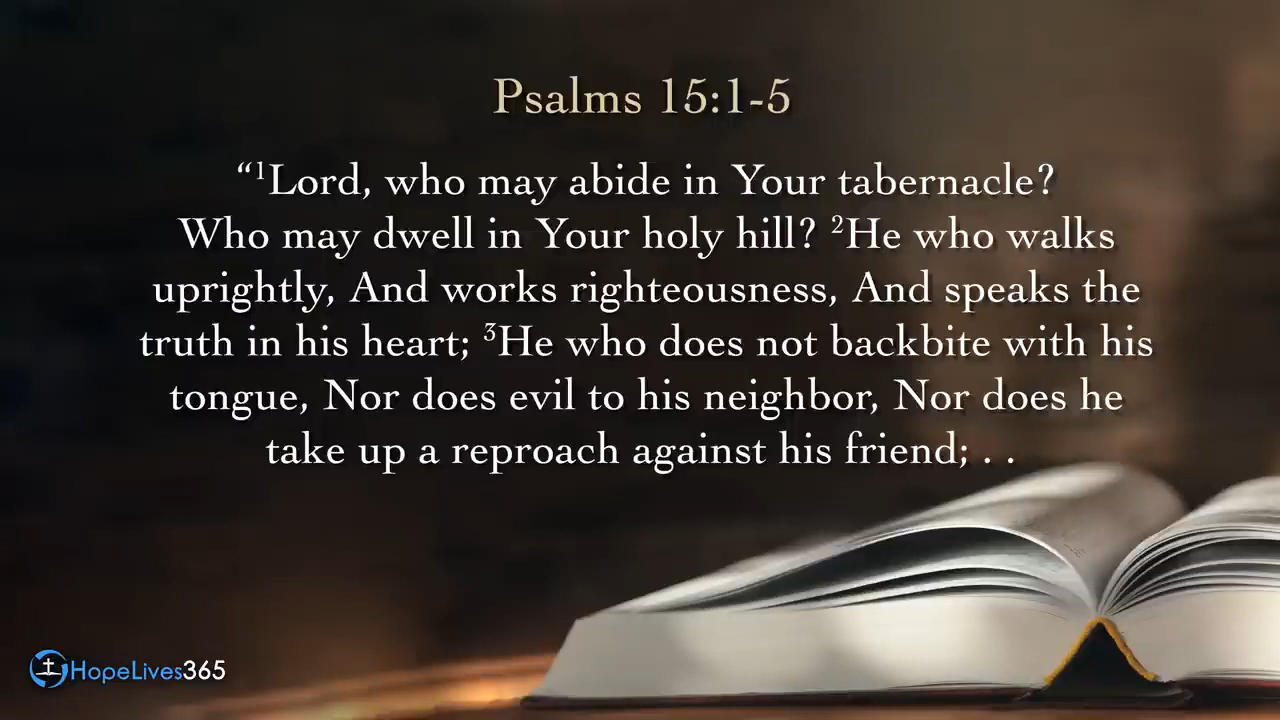 Psalms 15:1-5
“¹Lord, who may abide in Your tabernacle?
Who may dwell in Your holy hill? ²He who walks
uprightly, And works righteousness, And speaks the
truth in his heart; ³He who does not backbite with his
tongue, Nor does evil to his neighbor, Nor does he
take up a reproach against his friend; . .
HopeLives365